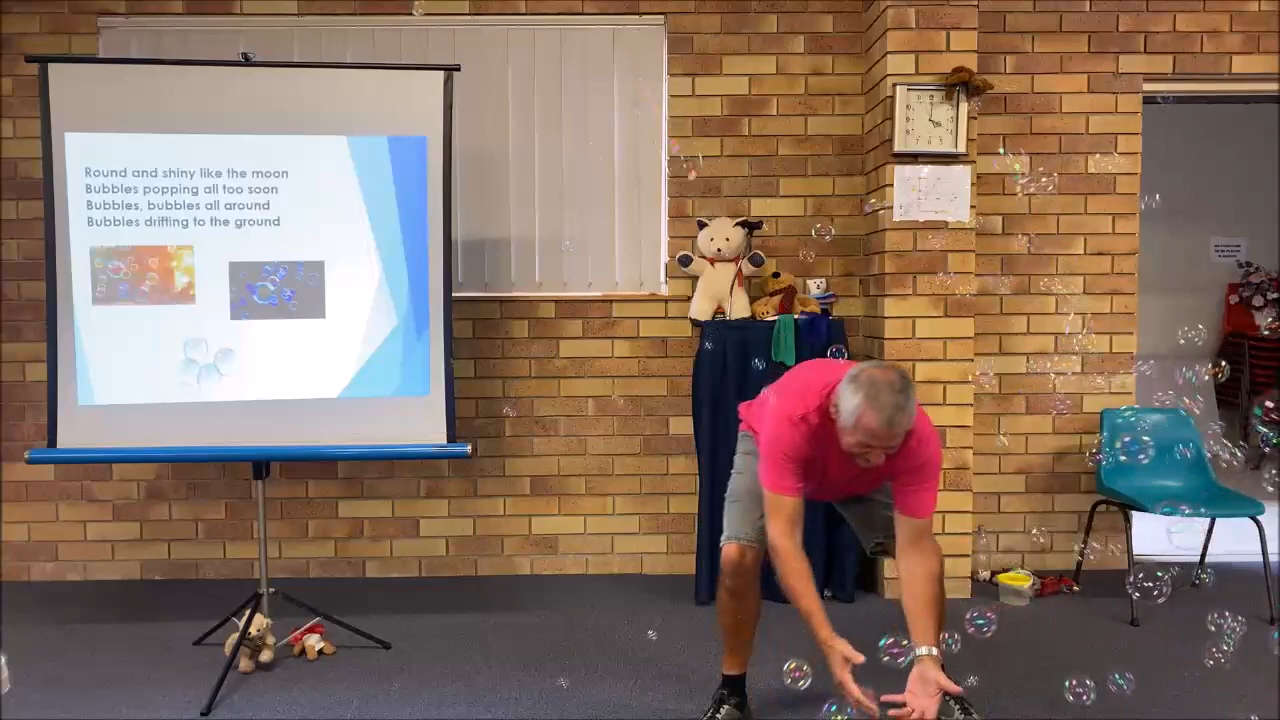 Round and shiny like the moon
Bubbles popping all too soon
Bubbles, bubbles all around
Bubbles drifting to the ground